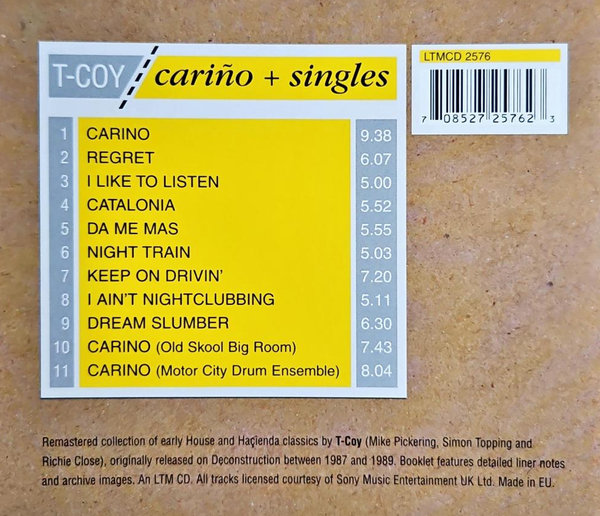 T-COY cariño + singles
LTMCD 2576
7 08527 25762 3
1 CARINO 9.38
2 REGRET 6.07
3 I LIKE TO LISTEN 5.00
4 CATALONIA 5.52
5 DA ME MAS 5.55
6 NIGHT TRAIN 5.03
7 KEEP ON DRIVIN' 7.20
8 I AIN'T NIGHTCLUBBING 5.11
9 DREAM SLUMBER 6.30
10 CARINO (Old Skool Big Room) 7.43
11 CARINO (Motor City Drum Ensemble) 8.04
Remastered collection of early House and Haçienda classics by T-Coy (Mike Pickering, Simon Topping and
Richie Close), originally released on Deconstruction between 1987 and 1989. Booklet features detailed liner notes
and archive images. An LTM CD. All tracks licensed courtesy of Sony Music Entertainment UK Ltd. Made in EU.